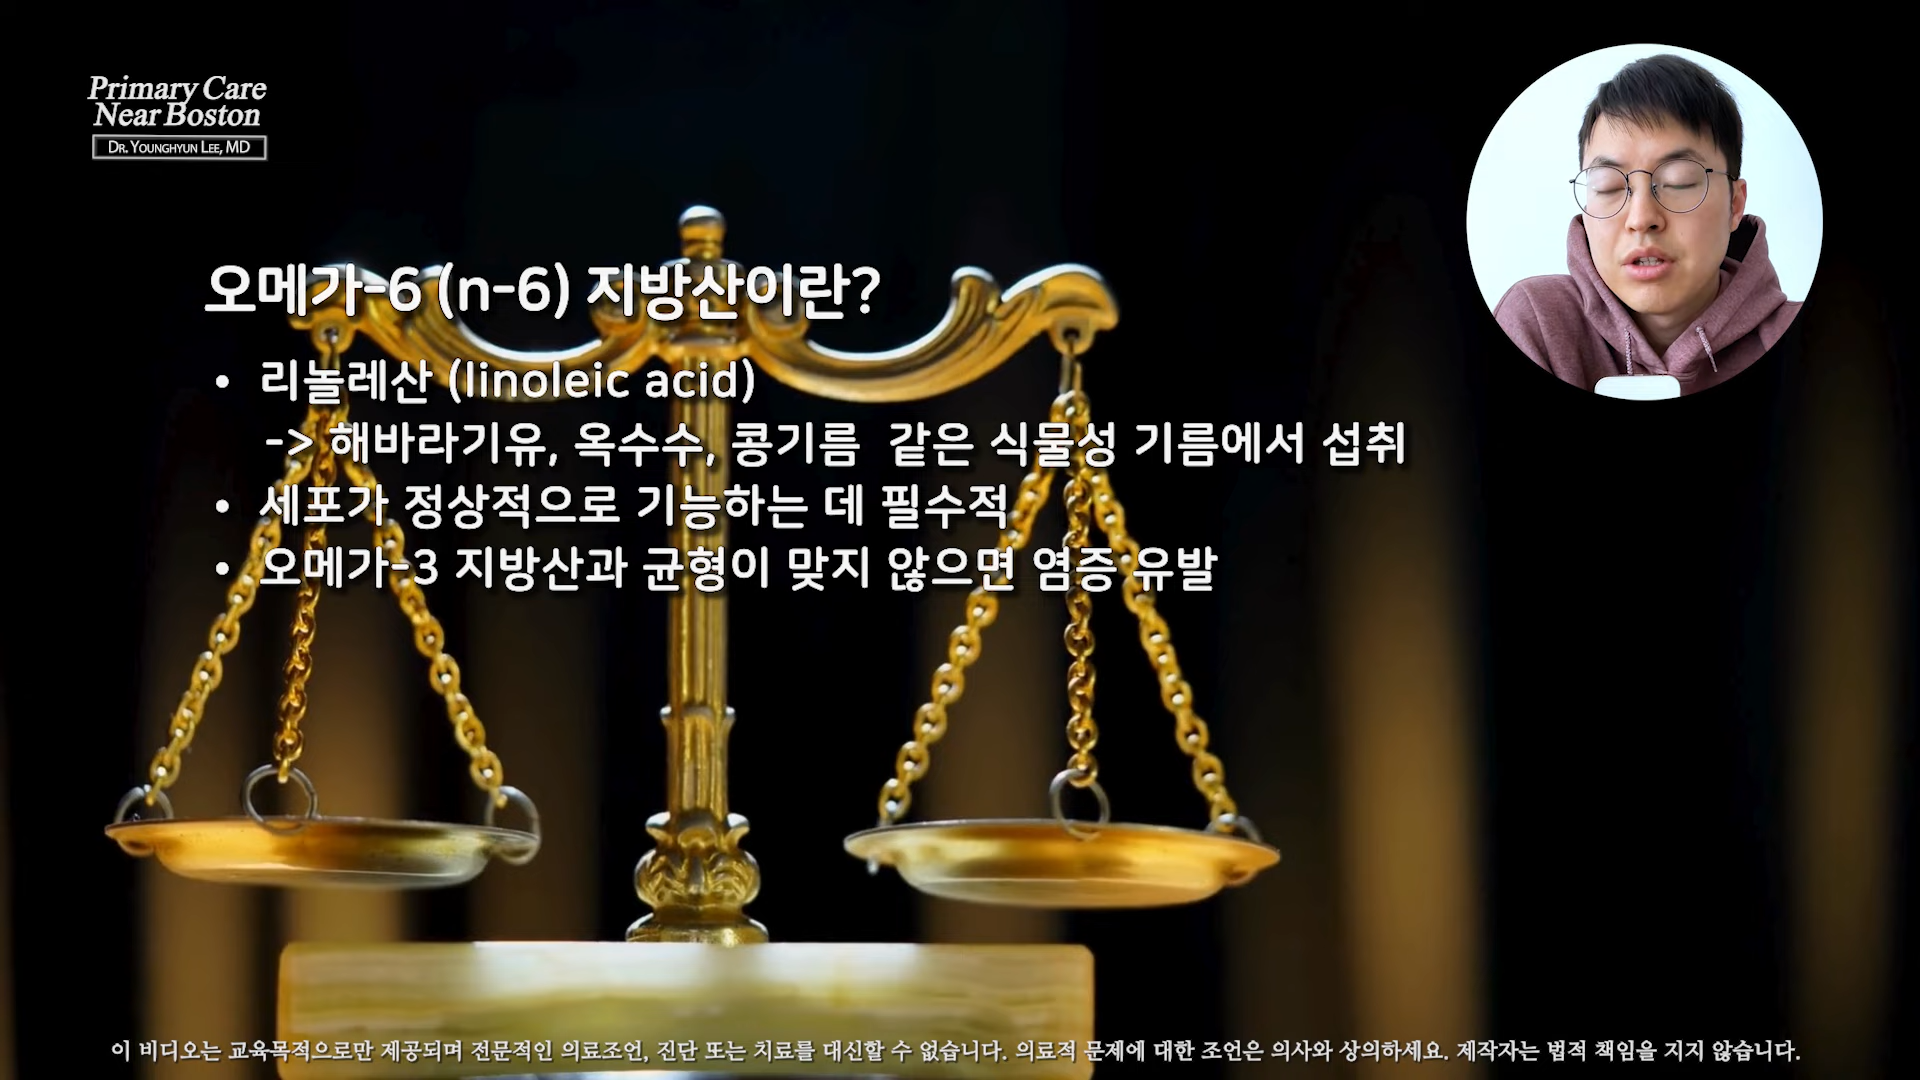 Primary Care
Near Boston
DR. YOUNGHYUN LEE, MD
오메가-6 (n-6) 지방산이란?
• 리놀레산 (linoleic acid)
-> 해바라기유, 옥수수, 콩기름 같은 식물성 기름에서 섭취
• 세포가 정상적으로 기능하는 데 필수적
• 오메가-3 지방산과 균형이 맞지 않으면 염증 유발
이 비디오는 교육목적으로만 제공되며 전문적인 의료조언, 진단 또는 치료를 대신할 수 없습니다. 의료적 문제에 대한 조언은 의사와 상의하세요. 제작자는 법적 책임을 지지 않습니다.